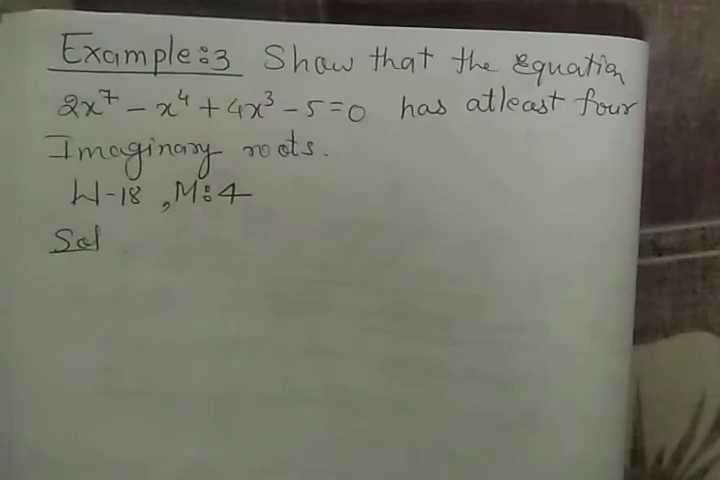 Example:3 Show that the Equation
2x⁷ - x⁴ + 4x³ - 5 = 0 has atleast four
Imaginary roots.
W-18, M:4
Sol